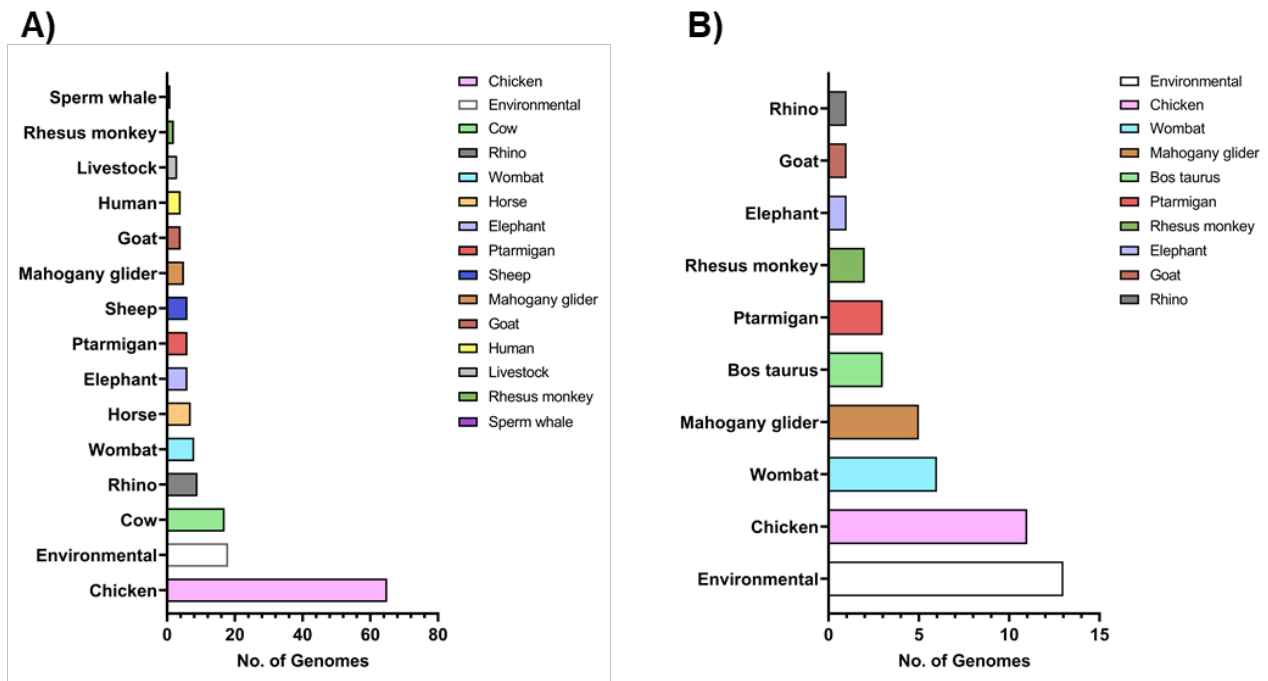 A)
Sperm whale
Rhesus monkey
Livestock
Human
Goat
Mahogany glider
Sheep
Ptarmigan
Elephant
Horse
Wombat
Rhino
Cow
Environmental
Chicken
0 20 40 60 80
No. of Genomes
Chicken
Environmental
Cow
Rhino
Wombat
Horse
Elephant
Ptarmigan
Sheep
Mahogany glider
Goat
Human
Livestock
Rhesus monkey
Sperm whale
B)
Rhino
Goat
Elephant
Rhesus monkey
Ptarmigan
Bos taurus
Mahogany glider
Wombat
Chicken
Environmental
0 5 10 15
No. of Genomes
Environmental
Chicken
Wombat
Mahogany glider
Bos taurus
Ptarmigan
Rhesus monkey
Elephant
Goat
Rhino